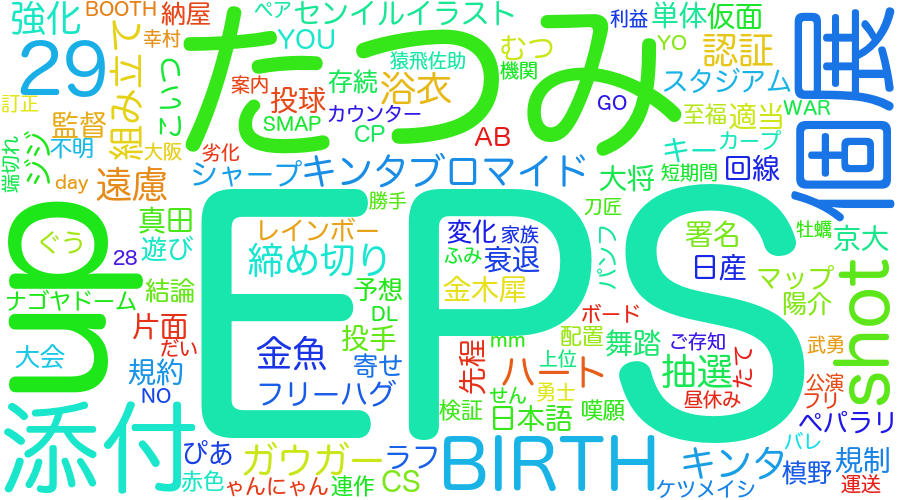 強化
BOOTH
納屋
ペア
センイルイラスト
利益
単体
仮面
個展
29
幸村
YOU
たつみ
むつ
YO
認証
組み立て
こいつ
案内
存続
猿飛佐助
浴衣
機関
スタジアム
訂正
投球
カウンター
GO
至福
適当
WAR
監督
SMAP
CP
AB
キー
カープ
端切れ
ジジ
不明
大阪
劣化
シャープ
キンタブロマイド
大将
短期間
回線
day
遠慮
勝手
刀匠
up
EPS
真田
レインボー
変化
家族
パンフ
署名
牡蠣
京大
ぐう
28
遊び
締め切り
ふみ
衰退
日産
マップ
shot
ナゴヤドーム
結論
予想
金木犀
陽介
DL
ボード
片面
投手
mm
配置
舞踏
ご存知
武勇
大会
だい
金魚
先程
上位
規約
寄せ
ハート
抽選
たて
公演
NO
フリーハグ
せん
勇士
昼休み
フリ
添付
検証
日本語
嘆願
ペパラリ
ぴあ
ガウガー
ラフ
BIRTH
キンタ
バレ
槙野
規制
赤色
ゃんにゃん
連作
CS
ケツメイシ
運送